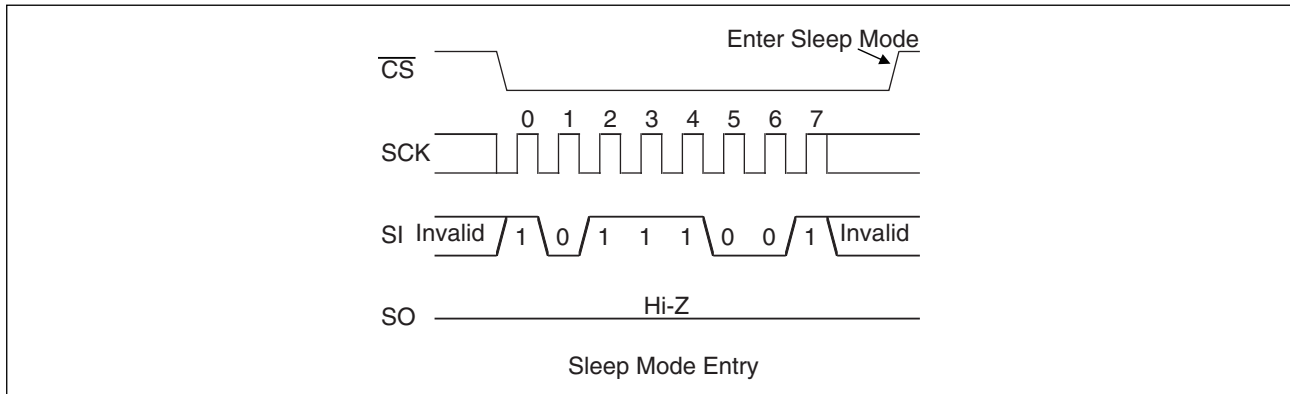 Enter Sleep Mode
CS
0 1 2 3 4 5 6 7
SCK
SI Invalid 1 0 1 1 1 0 0 1 Invalid
Hi-Z
SO
Sleep Mode Entry